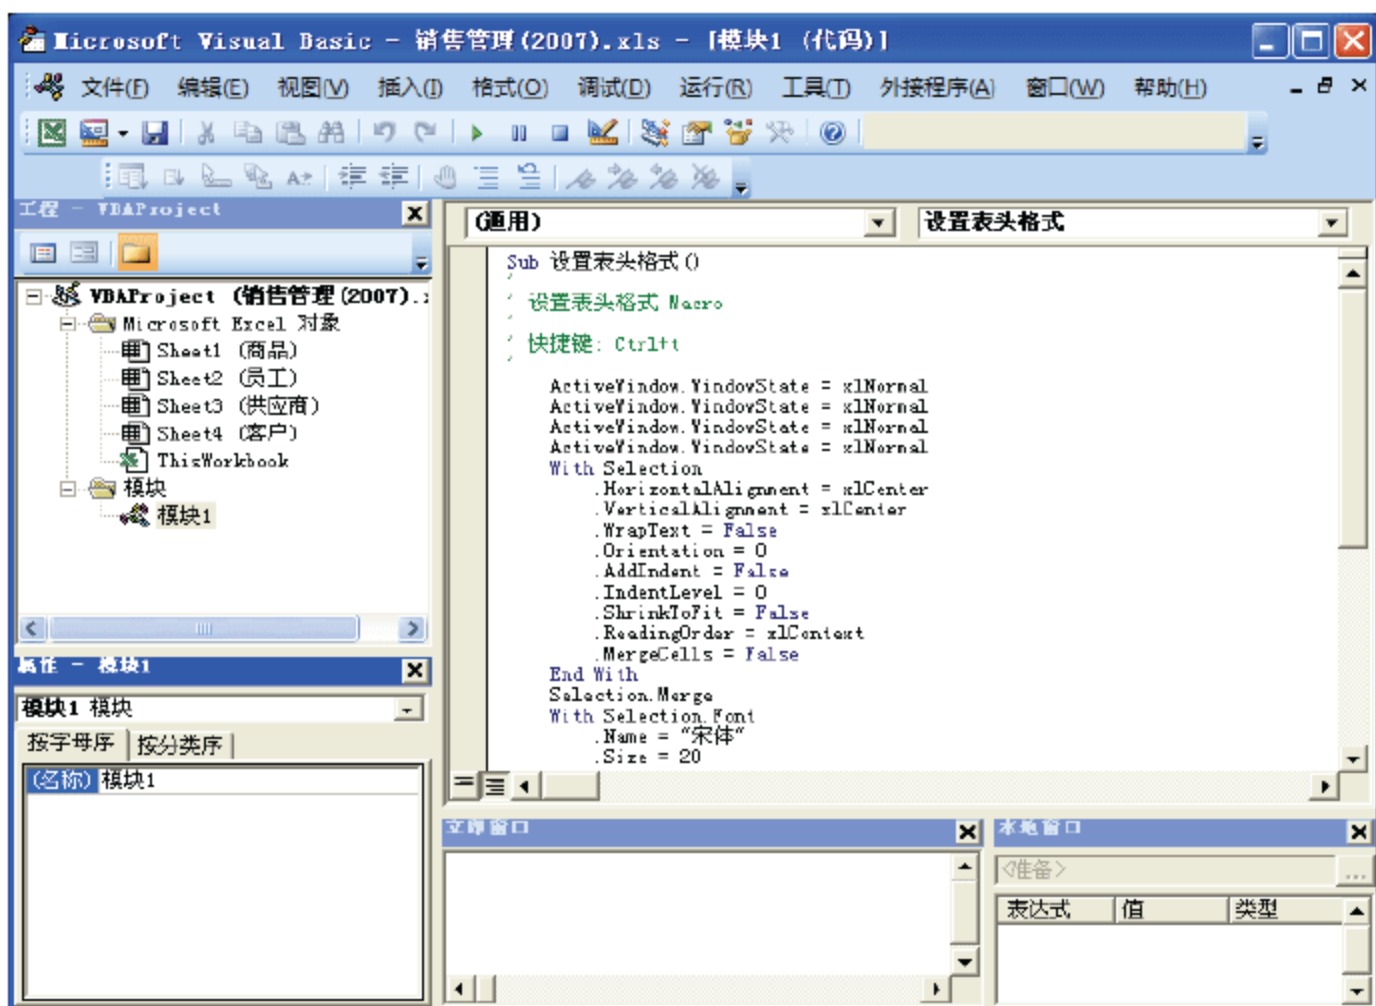 Microsoft Visual Basic - 销售管理(2007).xls - [模块1 (代码)]
文件(F) 编辑(E) 视图(V) 插入(I) 格式(O) 调试(D) 运行(R) 工具(T) 外接程序(A) 窗口(W) 帮助(H)
工程 - VBAProject
VBAProject (销售管理(2007).
Microsoft Excel 对象
Sheet1 (商品)
Sheet2 (员工)
Sheet3 (供应商)
Sheet4 (客户)
ThisWorkbook
模块
模块1
属性 - 模块1
模块1 模块
按字母序 按分类序
(名称) 模块1
(通用) 设置表头格式
Sub 设置表头格式()
'
' 设置表头格式 Macro
'
' 快捷键: Ctrl+t
'
ActiveWindow.WindowState = xlNormal
ActiveWindow.WindowState = xlNormal
ActiveWindow.WindowState = xlNormal
ActiveWindow.WindowState = xlNormal
With Selection
.HorizontalAlignment = xlCenter
.VerticalAlignment = xlCenter
.WrapText = False
.Orientation = 0
.AddIndent = False
.IndentLevel = 0
.ShrinkToFit = False
.ReadingOrder = xlContext
.MergeCells = False
End With
Selection.Merge
With Selection.Font
.Name = "宋体"
.Size = 20
立即窗口
本地窗口
<准备>
...
表达式 值 类型